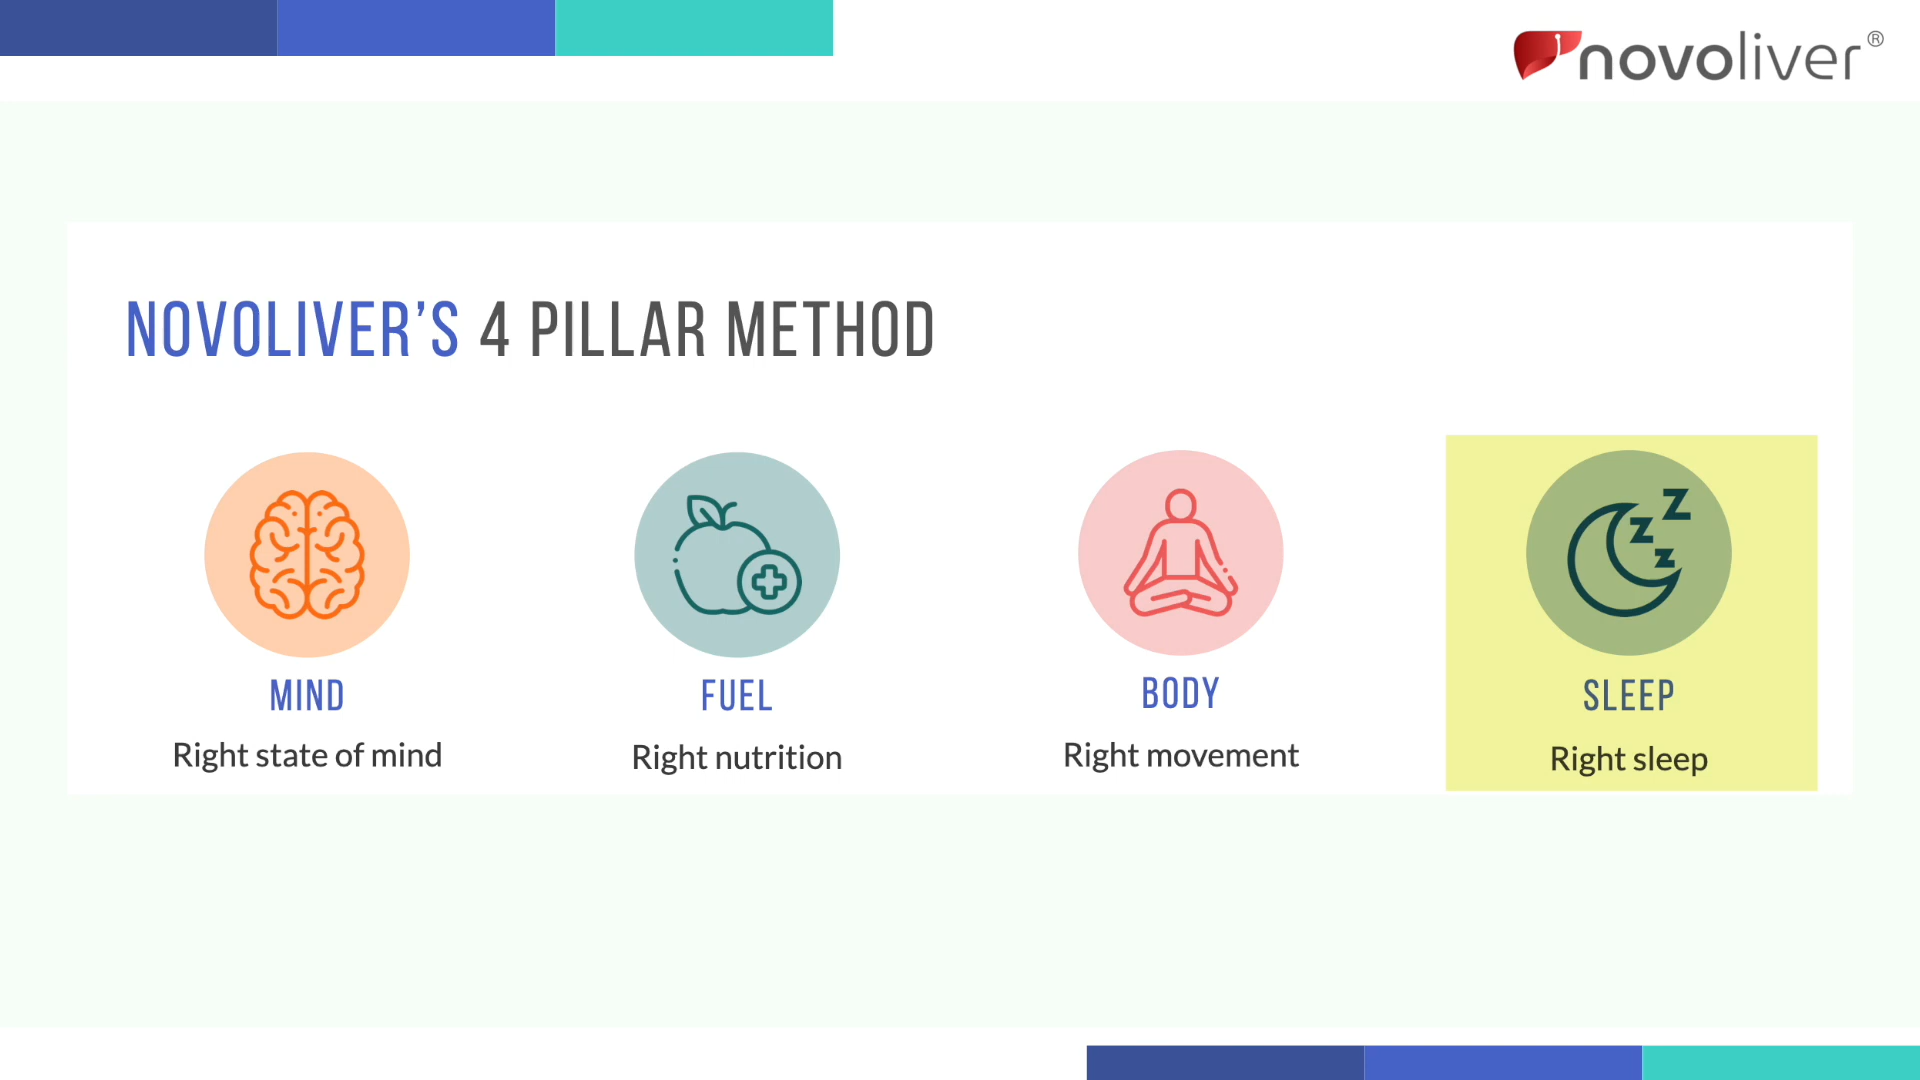 novoliver®
NOVOLIVER'S 4 PILLAR METHOD
MIND
Right state of mind
FUEL
Right nutrition
BODY
Right movement
z z z
SLEEP
Right sleep